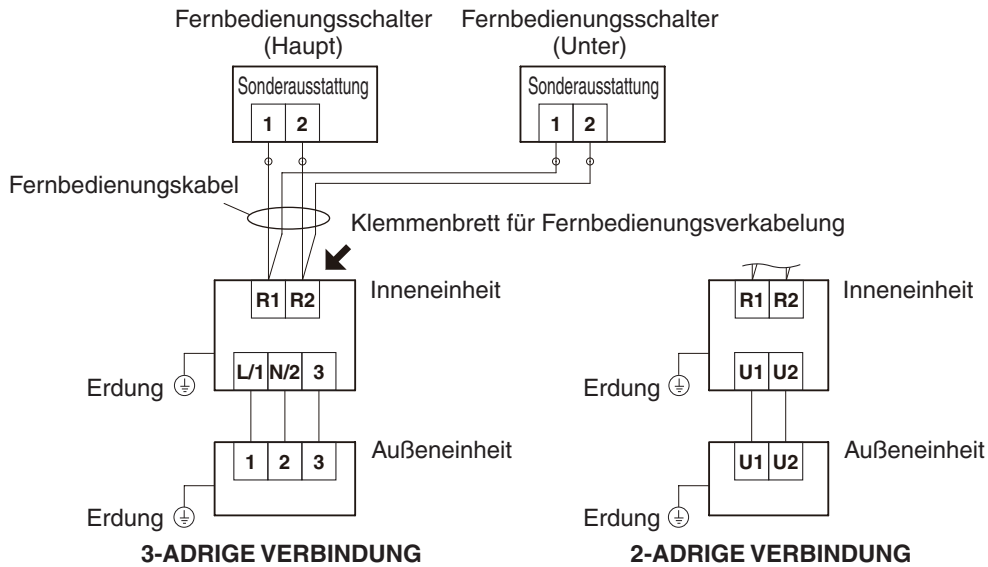 Fernbedienungsschalter
(Haupt)
Fernbedienungsschalter
(Unter)
Sonderausstattung
1 2
Sonderausstattung
1 2
Fernbedienungskabel
Klemmenbrett für Fernbedienungsverkabelung
R1 R2
Inneneinheit
R1 R2
Inneneinheit
L/1 N/2 3
Erdung
U1 U2
Erdung
1 2 3
Außeneinheit
U1 U2
Außeneinheit
Erdung
Erdung
3-ADRIGE VERBINDUNG
2-ADRIGE VERBINDUNG